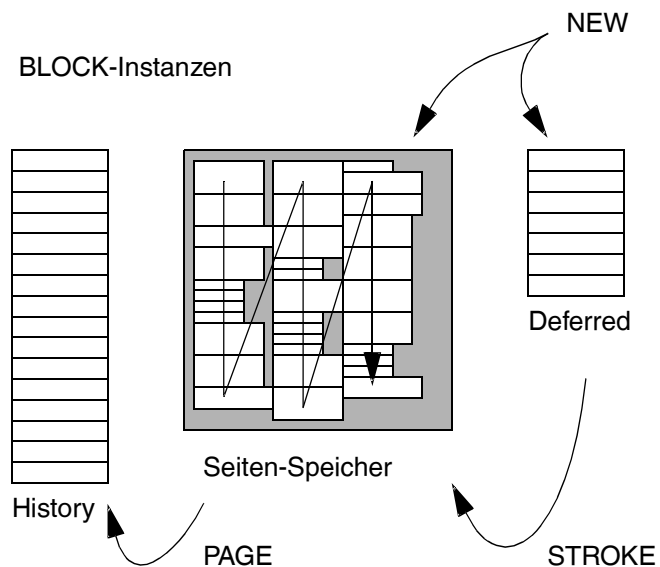 NEW
BLOCK-Instanzen
Deferred
Seiten-Speicher
History
PAGE
STROKE